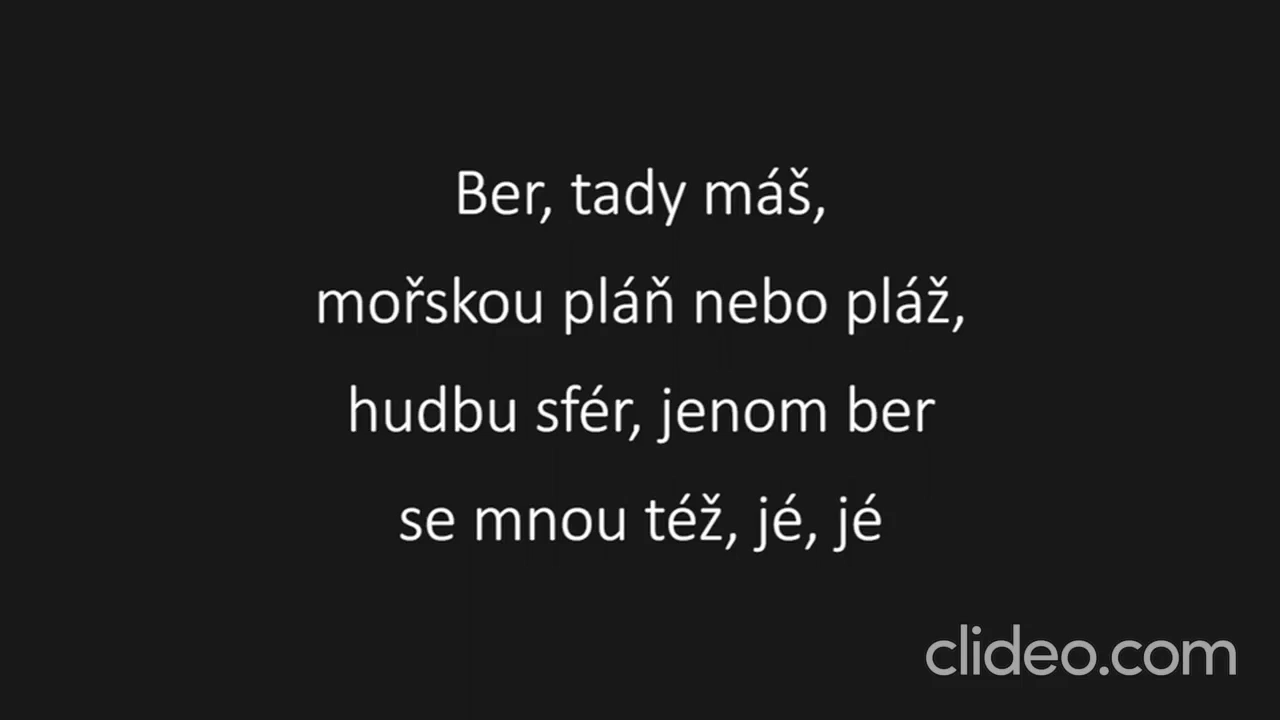 Ber, tady máš,
mořskou pláň nebo pláž,
hudbu sfér, jenom ber
se mnou též, jé, jé
clideo.com